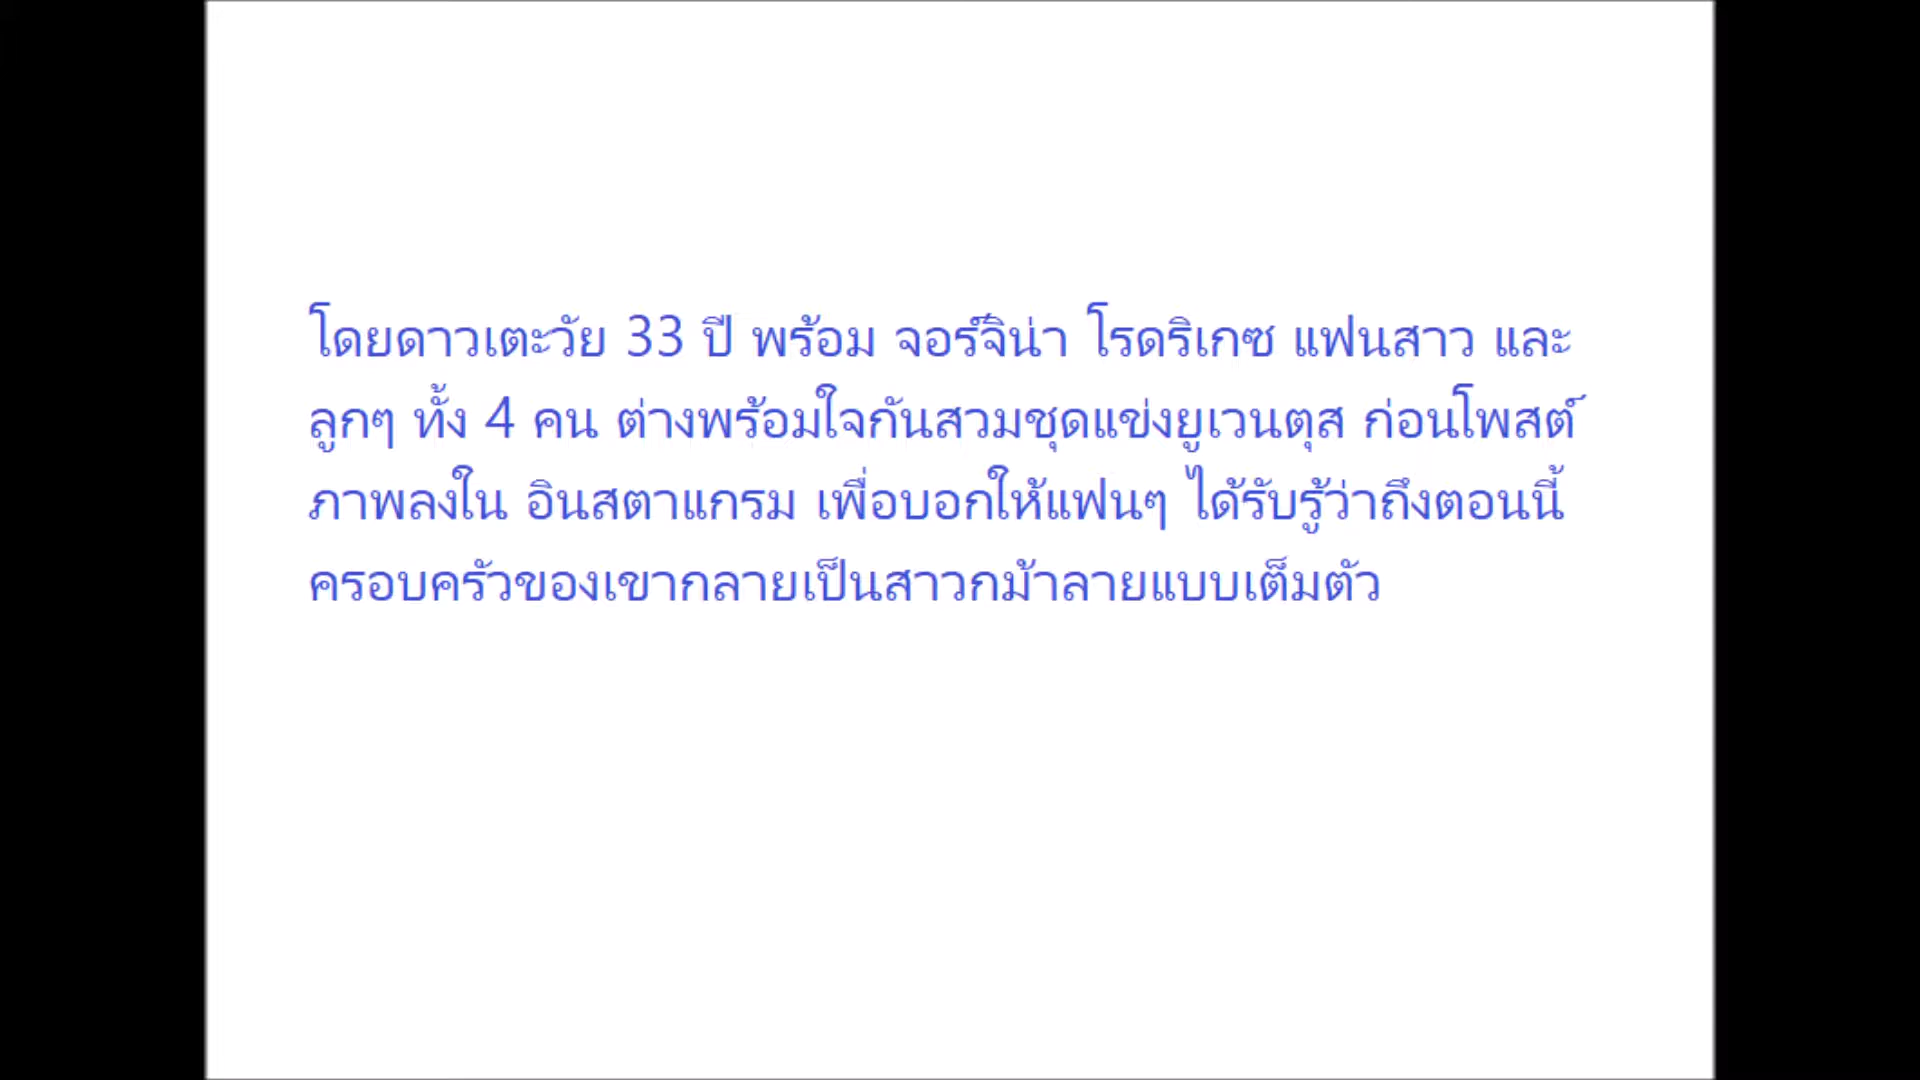 โดยดาวเตะวัย 33 ปี พร้อม จอร์จิน่า โรดริเกซ แฟนสาว และ
ลูกๆ ทั้ง 4 คน ต่างพร้อมใจกันสวมชุดแข่งยูเวนตุส ก่อนโพสต์
ภาพลงใน อินสตาแกรม เพื่อบอกให้แฟนๆ ได้รับรู้ว่าถึงตอนนี้
ครอบครัวของเขากลายเป็นสาวกม้าลายแบบเต็มตัว